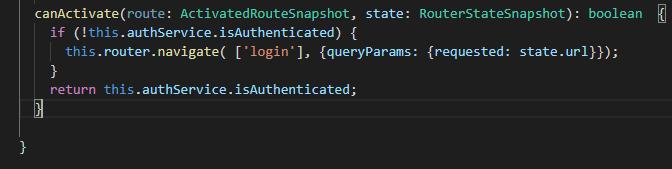 canActivate(route: ActivatedRouteSnapshot, state: RouterStateSnapshot): boolean  {
  if (!this.authService.isAuthenticated) {
    this.router.navigate( ['login'], {queryParams: {requested: state.url}});
  }
  return this.authService.isAuthenticated;
}
}